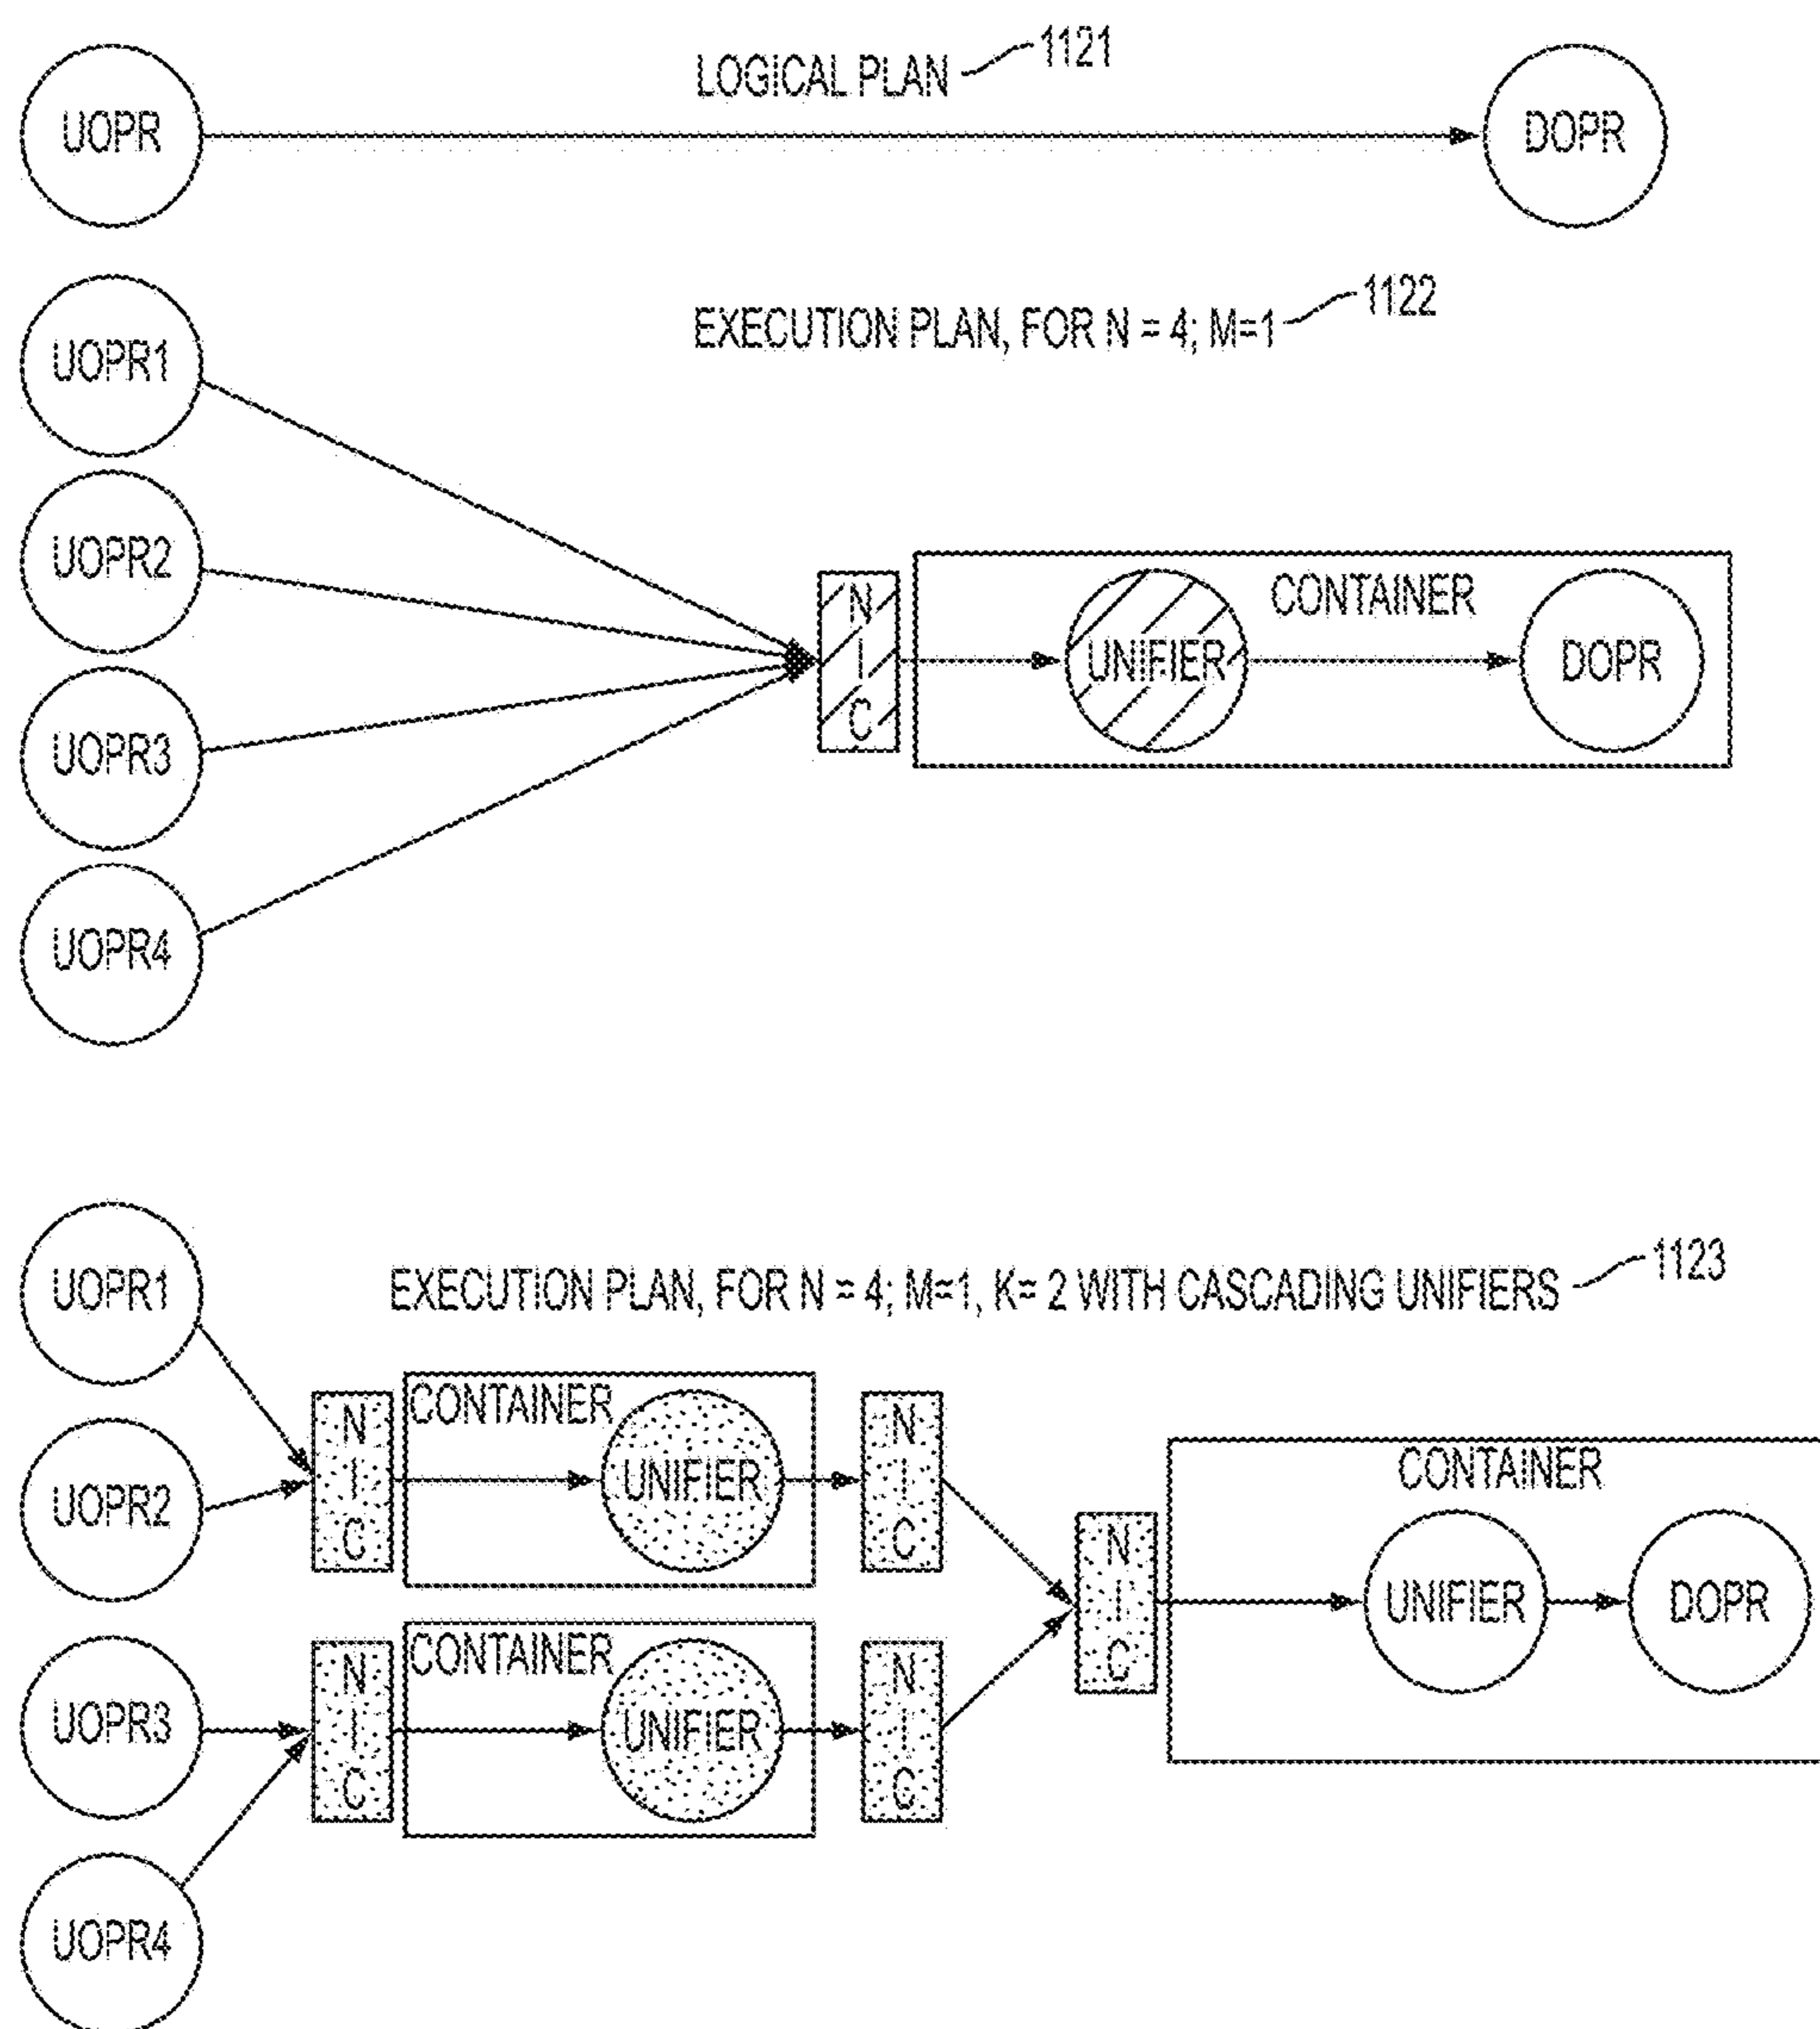 LOGICAL PLAN 1121
UOPR
DOPR
EXECUTION PLAN, FOR N = 4; M=1 1122
UOPR1
UOPR2
UOPR3
UOPR4
NIC
CONTAINER
UNIFIER
DOPR
EXECUTION PLAN, FOR N = 4; M=1, K= 2 WITH CASCADING UNIFIERS 1123
UOPR1
UOPR2
UOPR3
UOPR4
NIC
CONTAINER
UNIFIER
NIC
NIC
CONTAINER
UNIFIER
NIC
NIC
CONTAINER
UNIFIER
DOPR